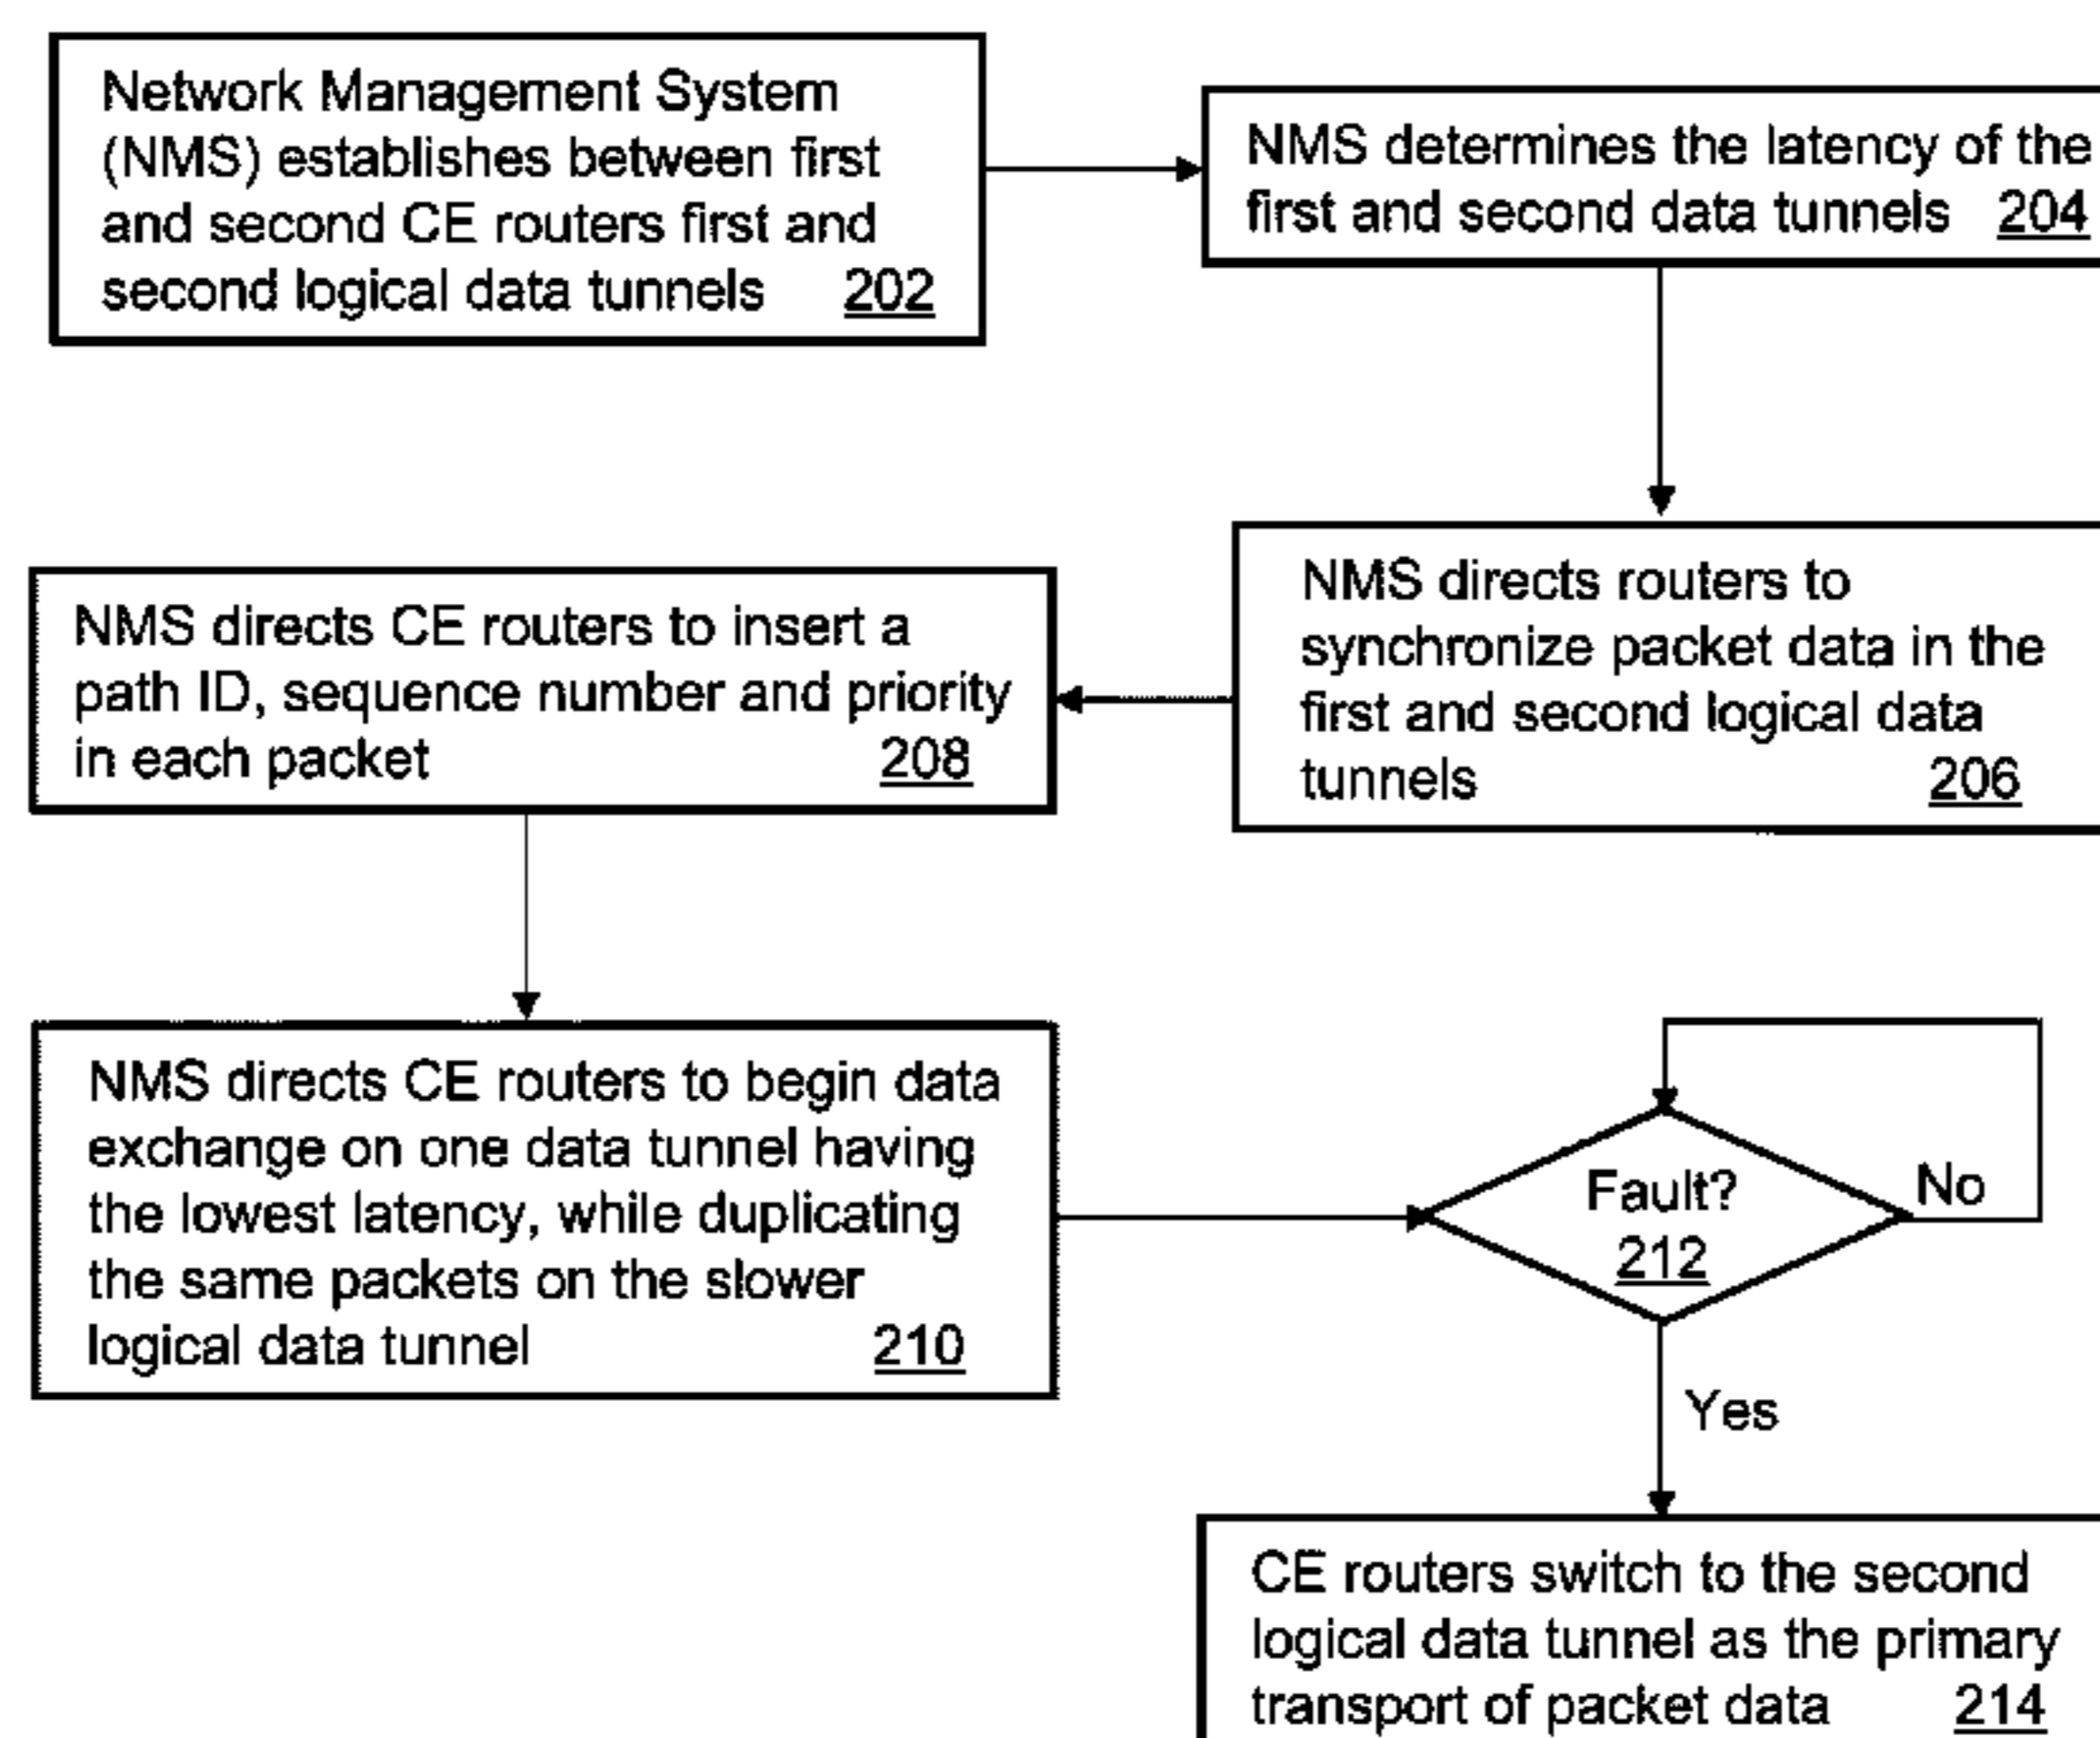 Network Management System
(NMS) establishes between first
and second CE routers first and
second logical data tunnels 202
NMS determines the latency of the
first and second data tunnels 204
NMS directs routers to
synchronize packet data in the
first and second logical data
tunnels 206
NMS directs CE routers to insert a
path ID, sequence number and priority
in each packet 208
NMS directs CE routers to begin data
exchange on one data tunnel having
the lowest latency, while duplicating
the same packets on the slower
logical data tunnel 210
Fault?
212
No
Yes
CE routers switch to the second
logical data tunnel as the primary
transport of packet data 214